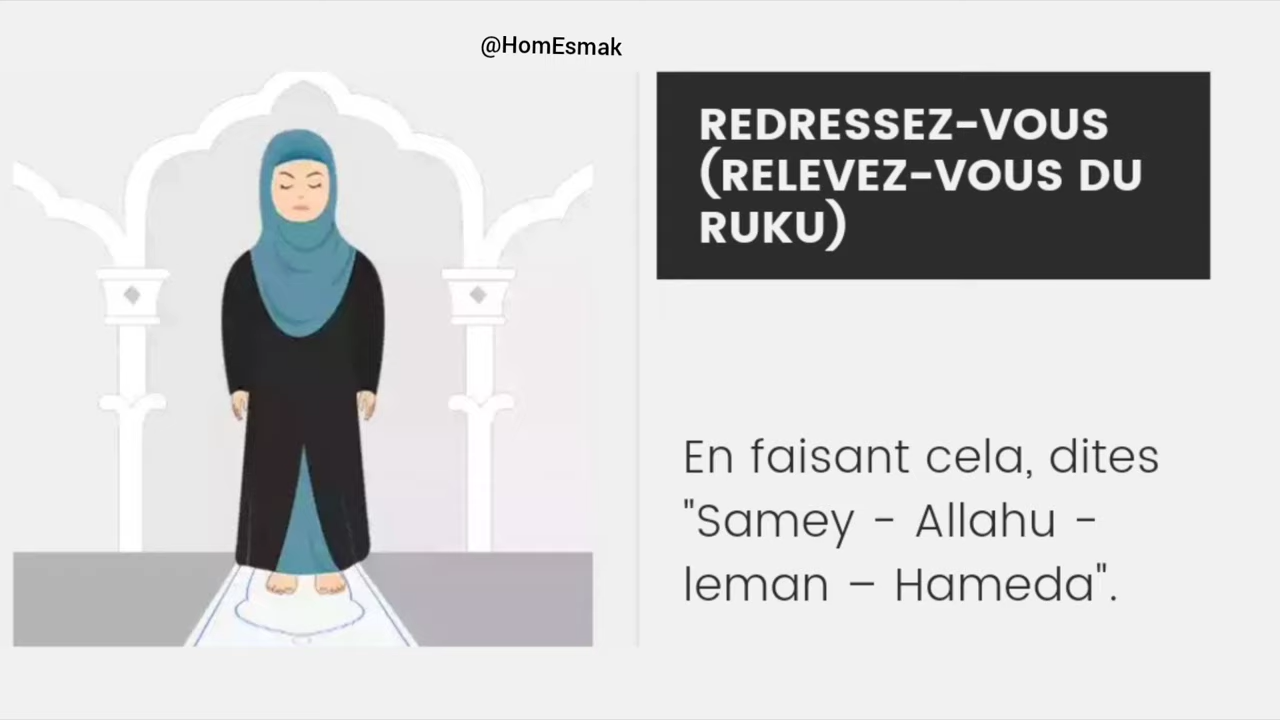 @HomEsmak
REDRESSEZ-VOUS
(RELEVEZ-VOUS DU
RUKU)
En faisant cela, dites
"Samey - Allahu -
leman – Hameda".